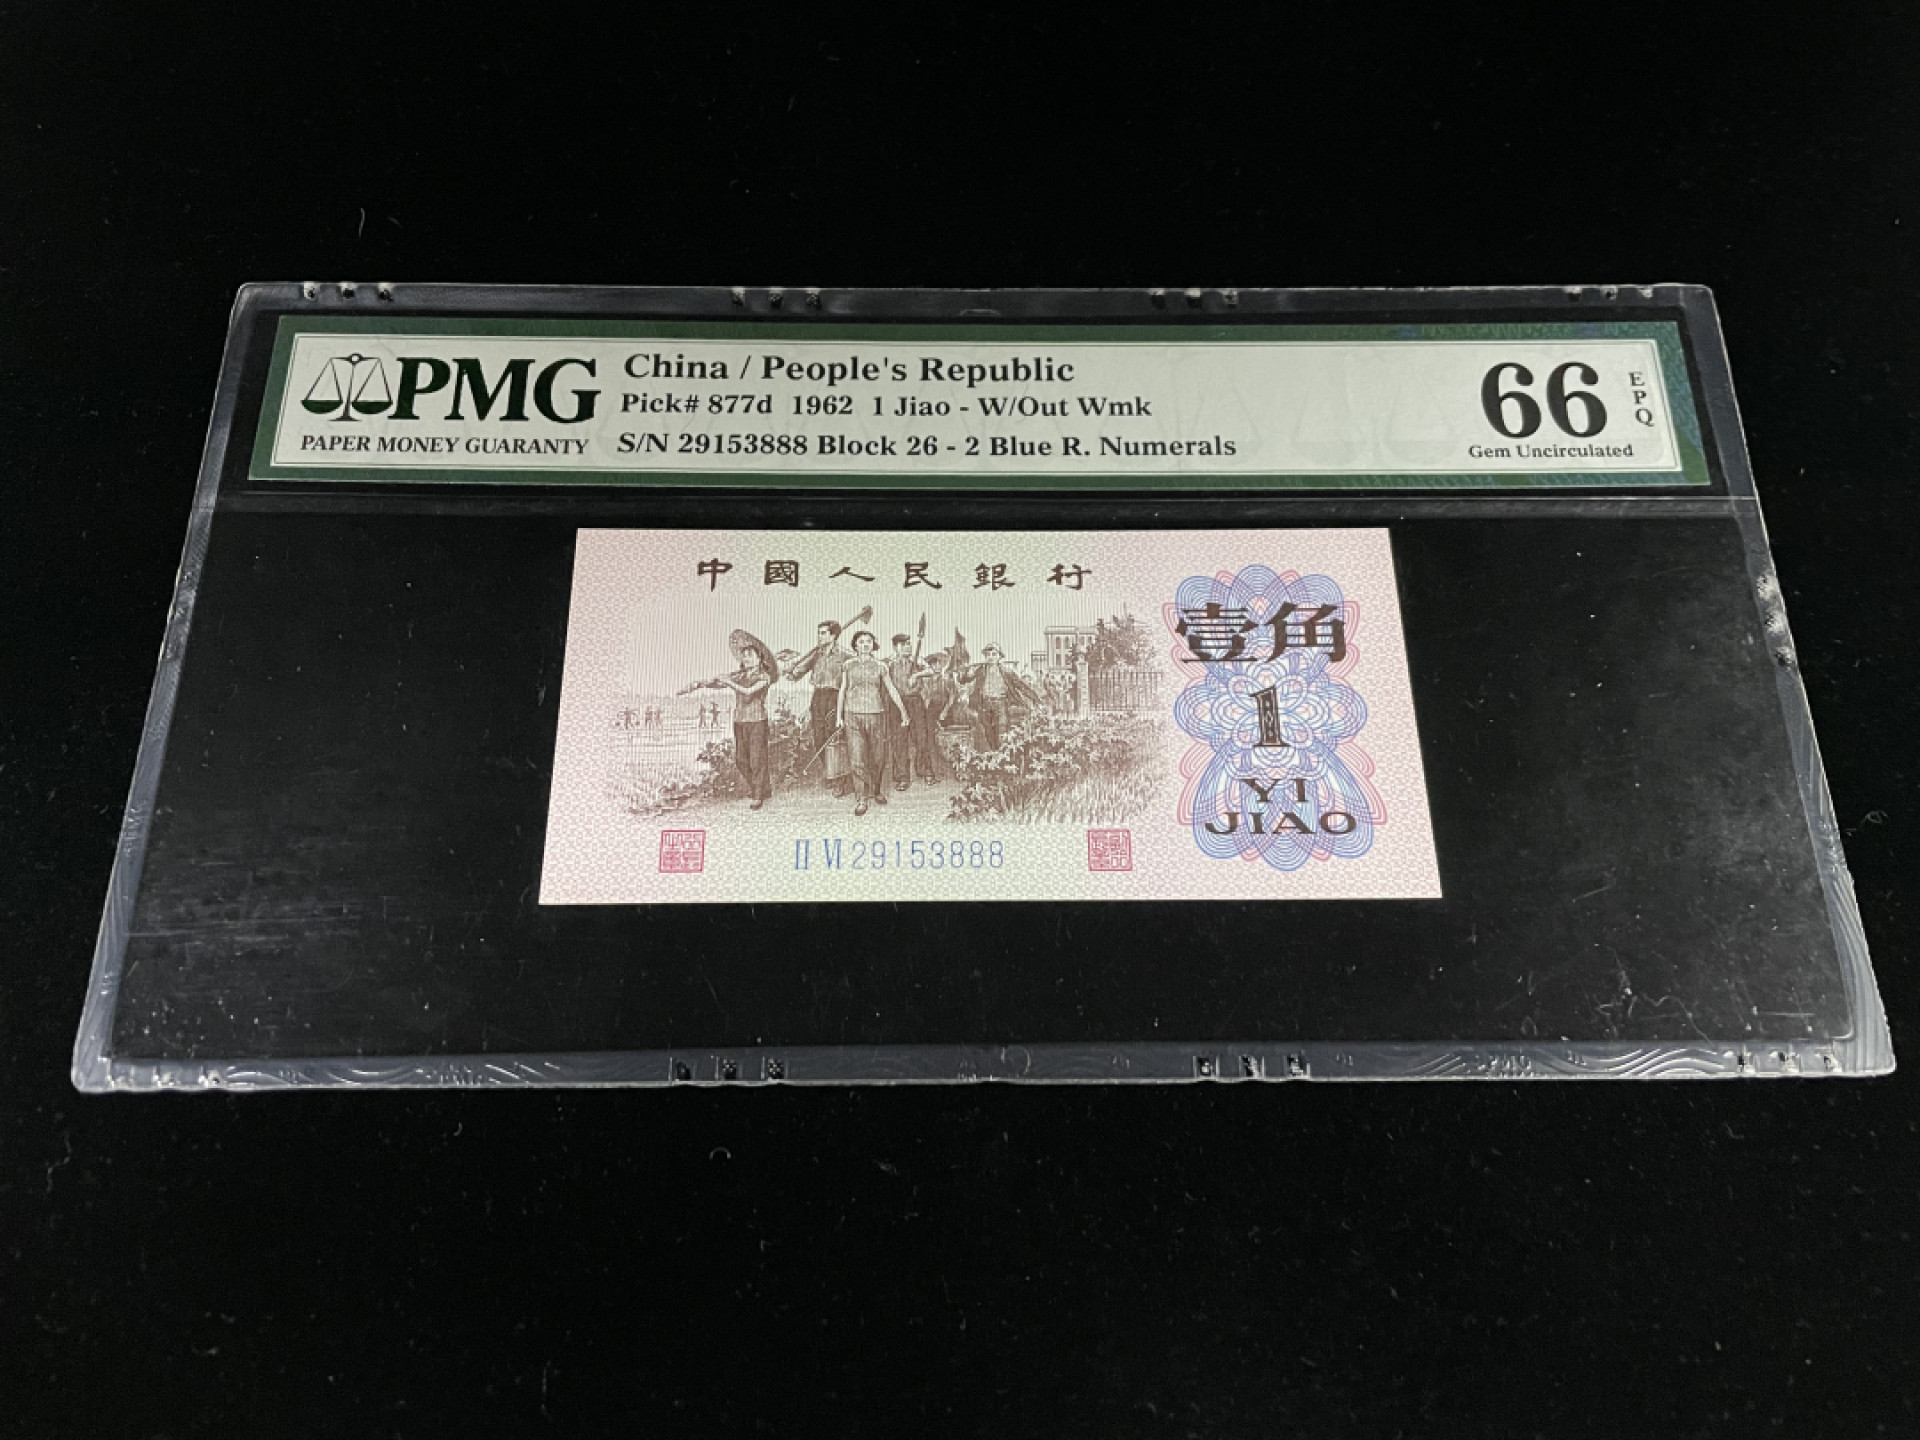 PMG
PAPER MONEY GUARANTY
China / People's Republic
Pick# 877d 1962 1 Jiao - W/Out Wmk
S/N 29153888 Block 26 - 2 Blue R. Numerals
66
EPQ
Gem Uncirculated
中國人民銀行
壹角
1
YI
JIAO
II VI 29153888